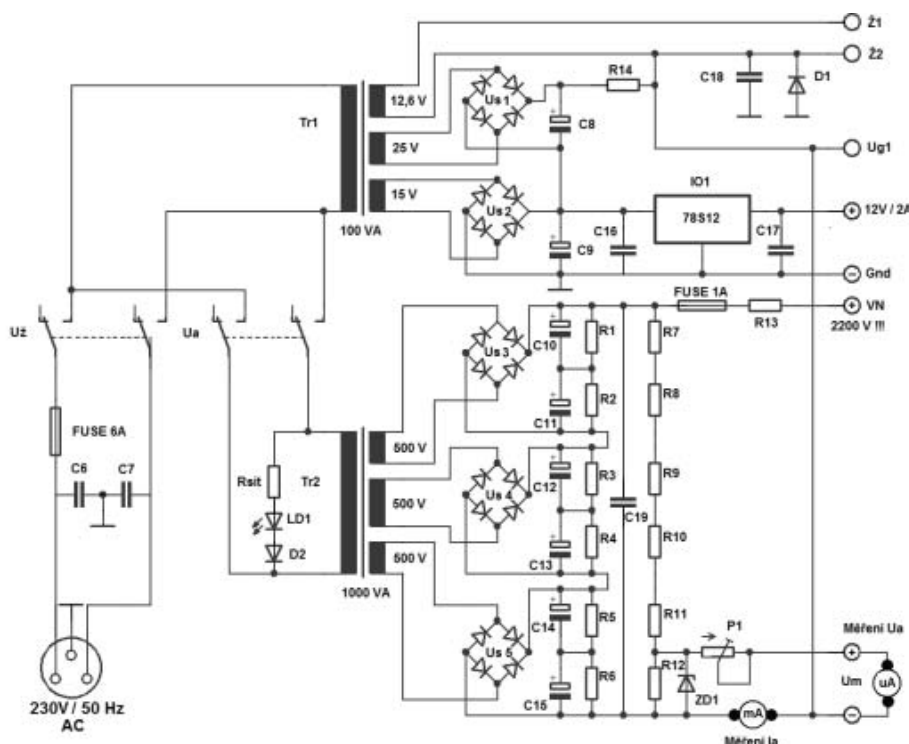 Ž1
Ž2
R14
C18
D1
12,6 V
Us 1
Tr1
C8
25 V
Ug1
IO1
15 V
Us2
78S12
12V / 2A
C16
C17
100 VA
C9
Gnd
FUSE 1A
VN
Už
Ua
R13
2200 V !!!
C10
R1
R7
Us 3
R2
R8
C11
FUSE 6A
500 V
R3
R9
C6
C7
Rsit
Tr2
500 V
Us 4
C12
C19
LD1
R4
R10
D2
C13
500 V
1000 VA
C14
R5
R11
P1
Měření Ua
Us 5
R6
R12
Um
uA
C15
ZD1
mA
230V / 50 Hz
AC
Měření Ia